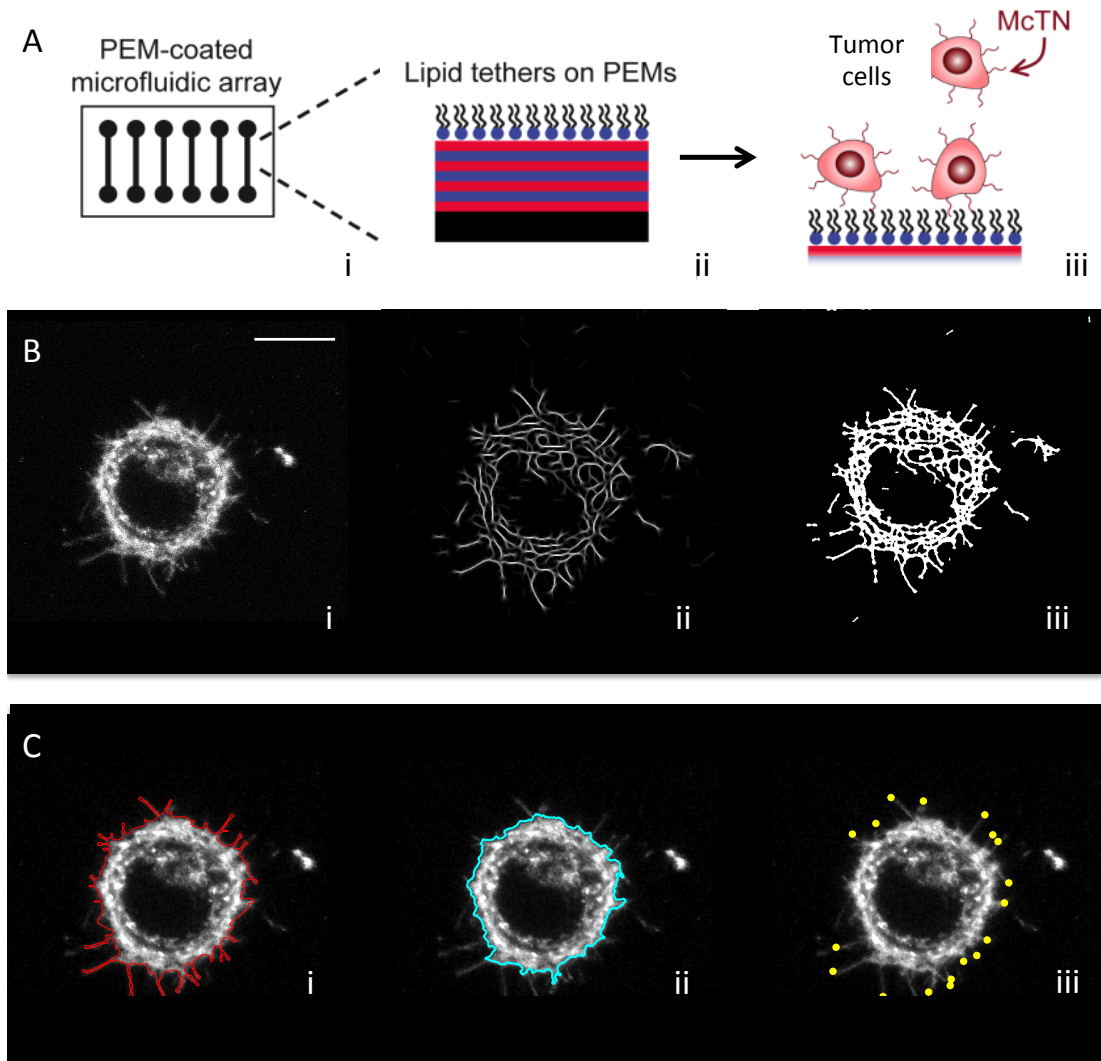 A
PEM-coated
microfluidic array
i
Lipid tethers on PEMs
ii
Tumor
cells
McTN
iii
B
i
ii
iii
C
i
ii
iii